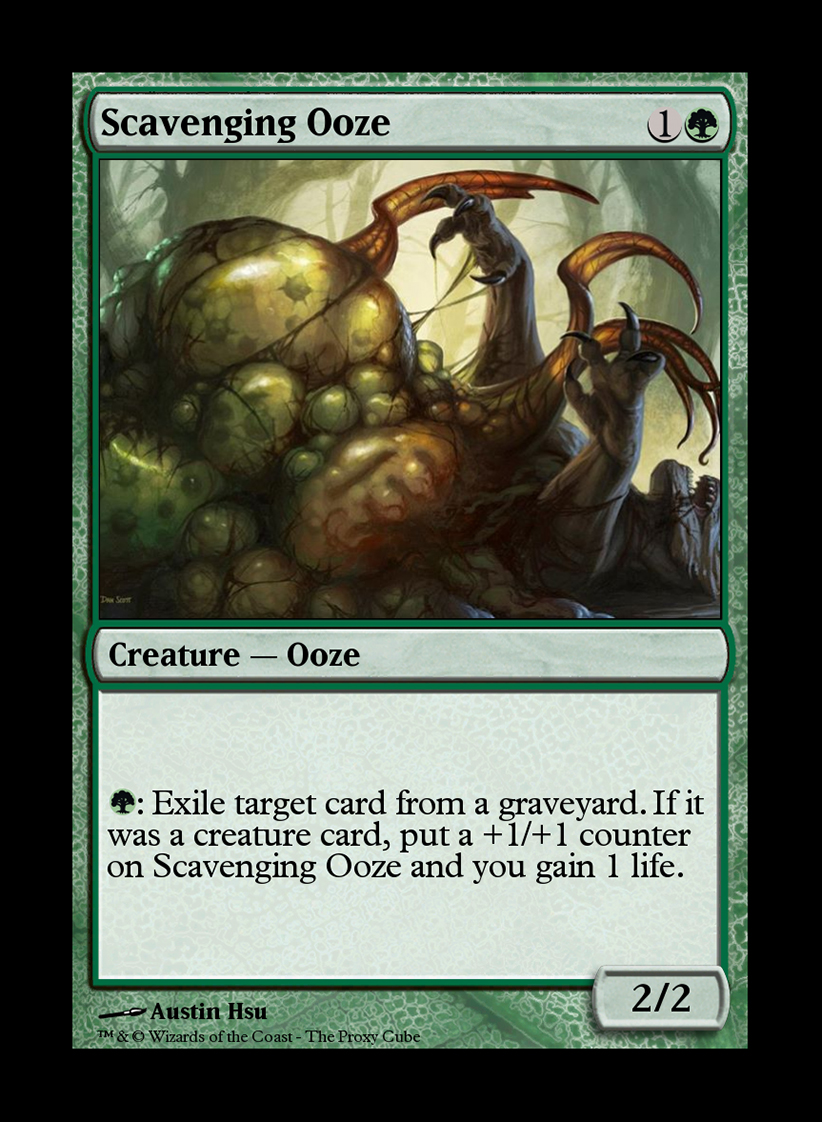 Scavenging Ooze 1
Dan Scott
Creature — Ooze
: Exile target card from a graveyard. If it
was a creature card, put a +1/+1 counter
on Scavenging Ooze and you gain 1 life.
2/2
Austin Hsu
™ & © Wizards of the Coast - The Proxy Cube